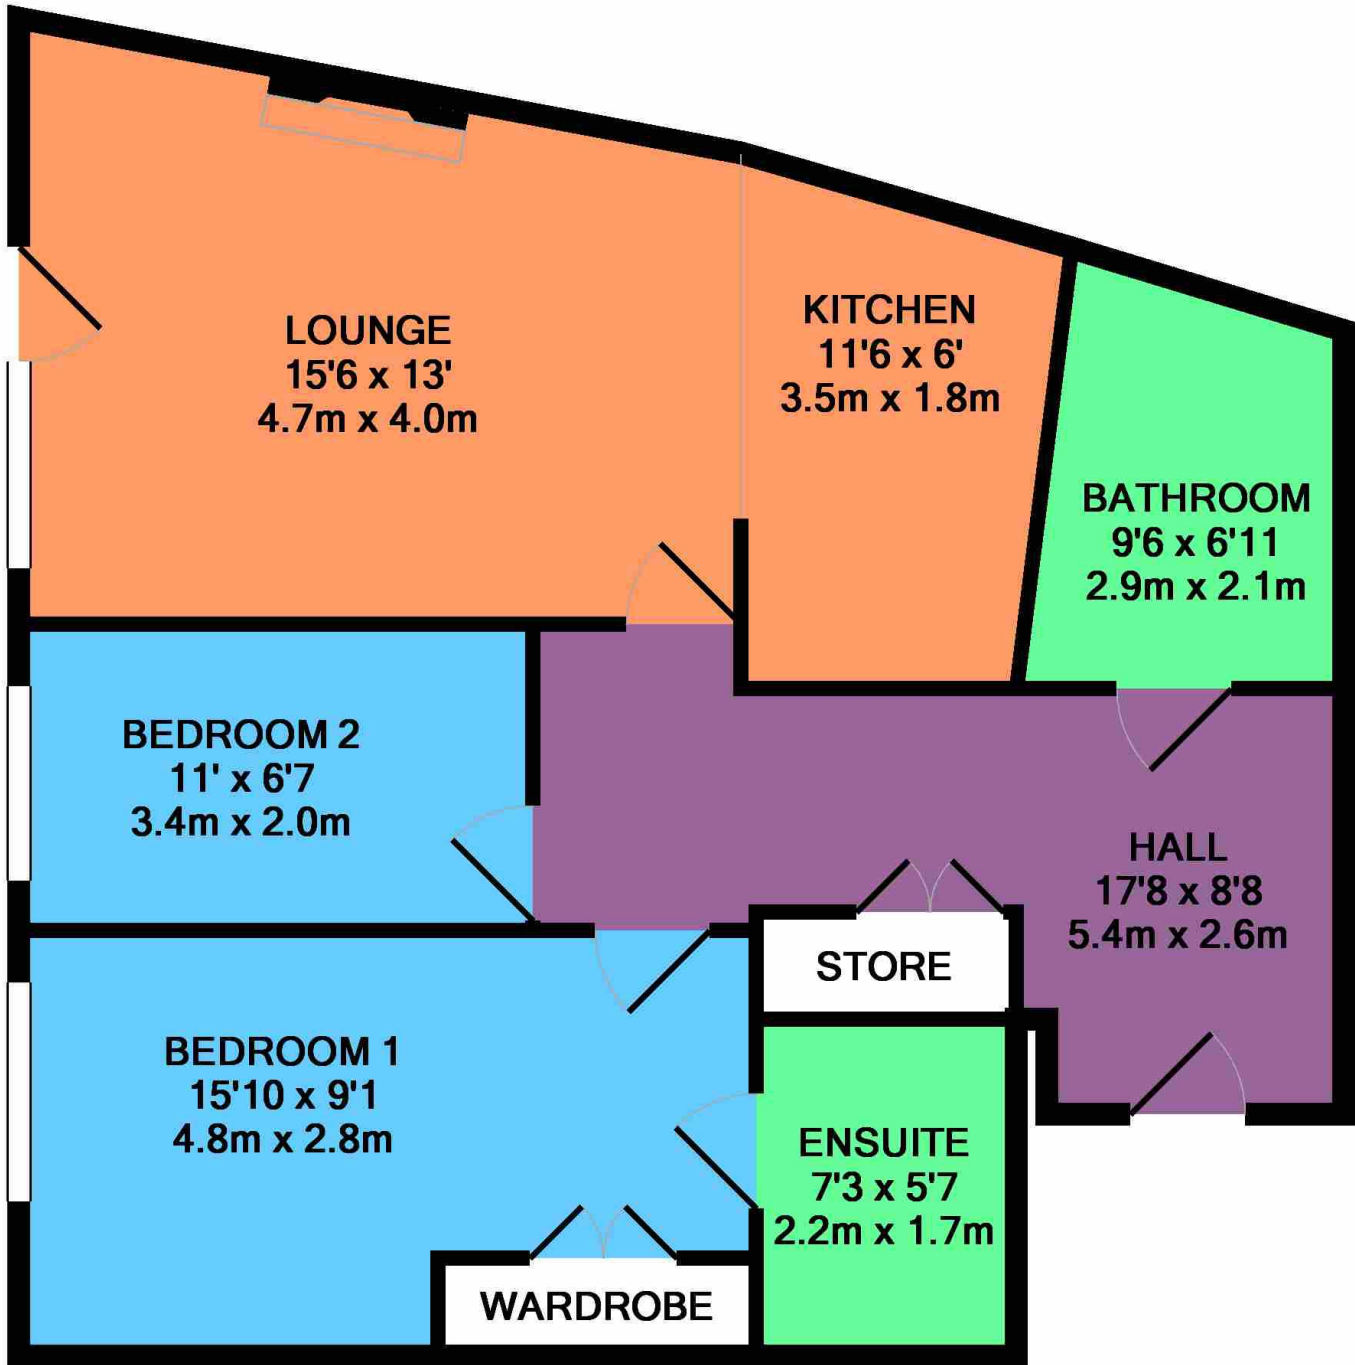 LOUNGE
15'6 x 13'
4.7m x 4.0m
KITCHEN
11'6 x 6'
3.5m x 1.8m
BATHROOM
9'6 x 6'11
2.9m x 2.1m
BEDROOM 2
11' x 6'7
3.4m x 2.0m
HALL
17'8 x 8'8
5.4m x 2.6m
STORE
BEDROOM 1
15'10 x 9'1
4.8m x 2.8m
ENSUITE
7'3 x 5'7
2.2m x 1.7m
WARDROBE